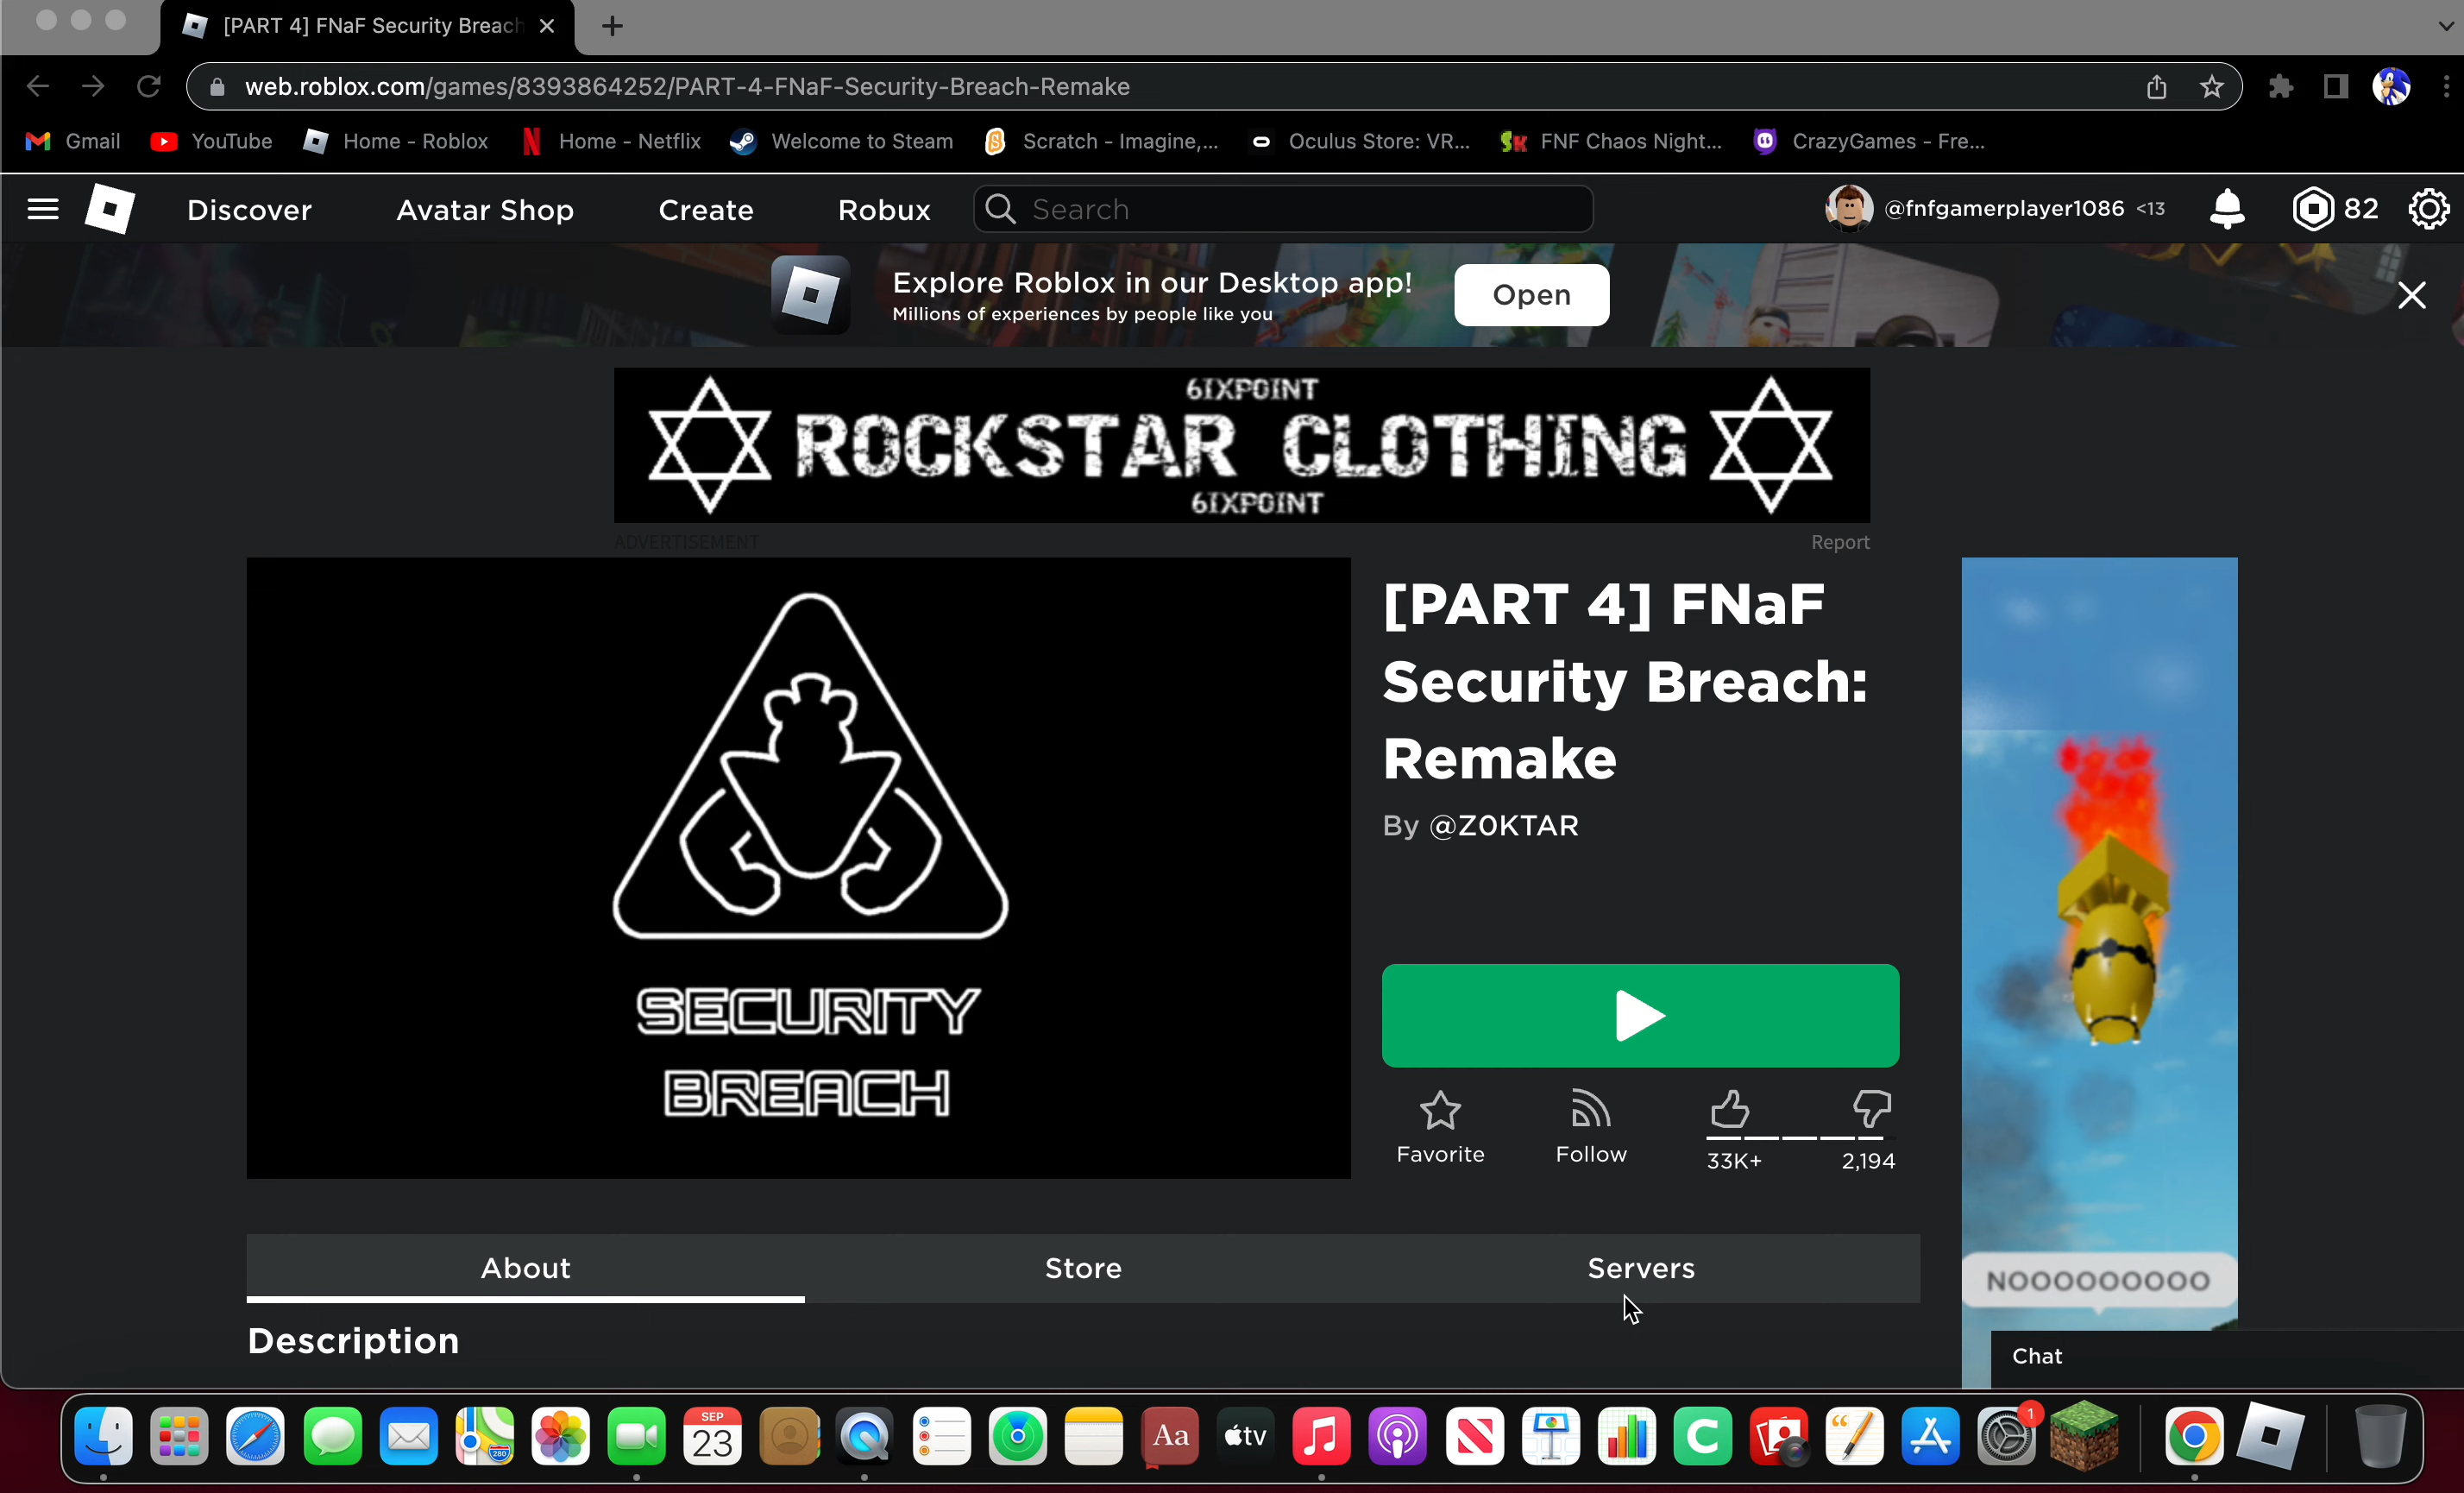 [PART 4] FNaF Security Breach
web.roblox.com/games/8393864252/PART-4-FNaF-Security-Breach-Remake
Gmail YouTube Home - Roblox Home - Netflix Welcome to Steam Scratch - Imagine,... Oculus Store: VR... FNF Chaos Night... CrazyGames - Fre...
Discover Avatar Shop Create Robux Search @fnfgamerplayer1086 <13 82
Explore Roblox in our Desktop app!
Millions of experiences by people like you
Open
6IXPOINT
ROCKSTAR CLOTHING
6IXPOINT
ADVERTISEMENT Report
[PART 4] FNaF
Security Breach:
Remake
By @Z0KTAR
SECURITY
BREACH
Favorite Follow 33K+ 2,194
About Store Servers
NOOOOOOOOO
Description
Chat
SEP
23
280
Aa
tv
1